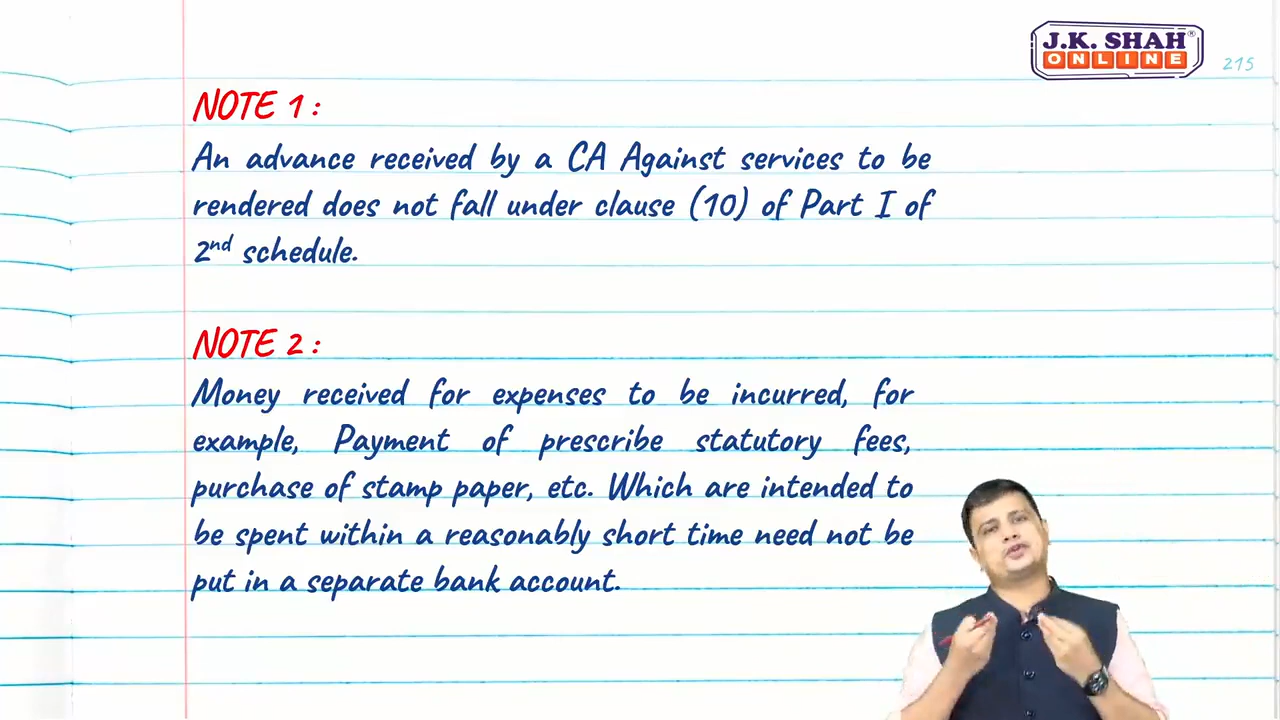 J.K. SHAH®
ONLINE
215
NOTE 1 :
An advance received by a CA Against services to be
rendered does not fall under clause (10) of Part I of
2nd schedule.
NOTE 2 :
Money received for expenses to be incurred, for
example, Payment of prescribe statutory fees,
purchase of stamp paper, etc. Which are intended to
be spent within a reasonably short time need not be
put in a separate bank account.